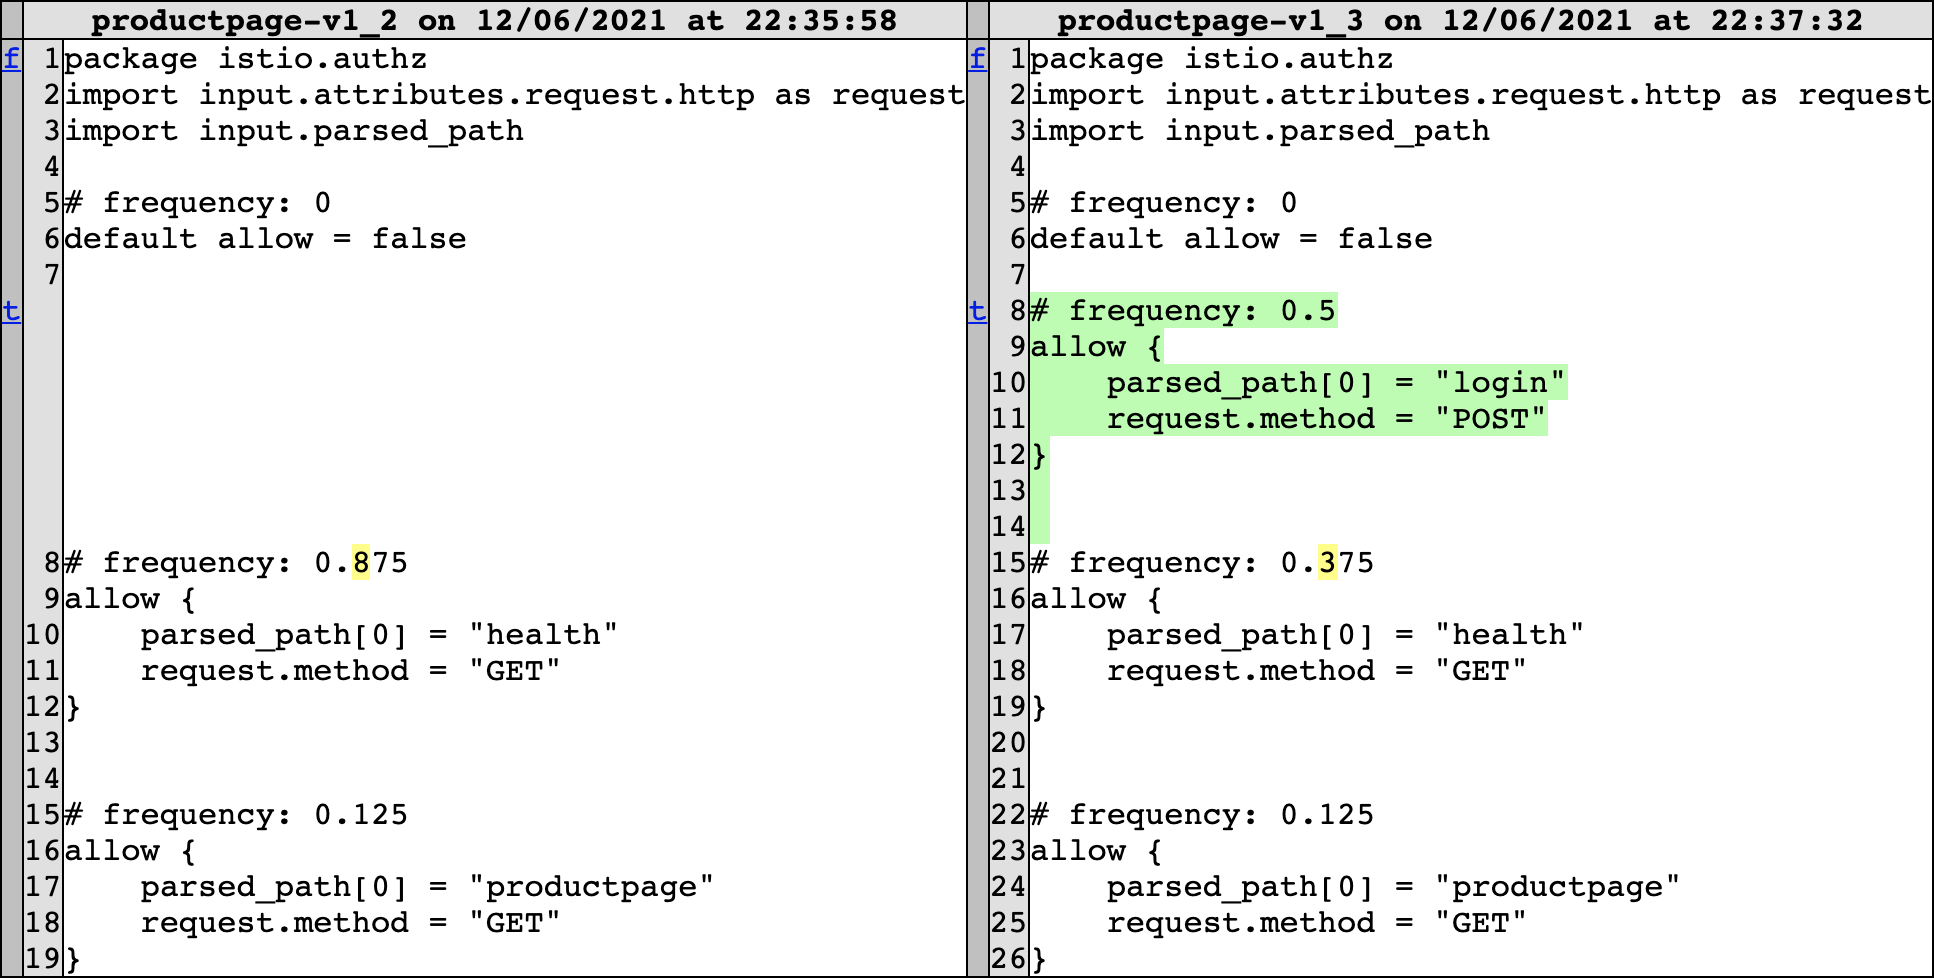 productpage-v1_2 on 12/06/2021 at 22:35:58
f 1 package istio.authz
2 import input.attributes.request.http as request
3 import input.parsed_path
4
5 # frequency: 0
6 default allow = false
7
t
8 # frequency: 0.875
9 allow {
10     parsed_path[0] = "health"
11     request.method = "GET"
12 }
13
14
15 # frequency: 0.125
16 allow {
17     parsed_path[0] = "productpage"
18     request.method = "GET"
19 }
productpage-v1_3 on 12/06/2021 at 22:37:32
f 1 package istio.authz
2 import input.attributes.request.http as request
3 import input.parsed_path
4
5 # frequency: 0
6 default allow = false
7
t 8 # frequency: 0.5
9 allow {
10     parsed_path[0] = "login"
11     request.method = "POST"
12 }
13
14
15 # frequency: 0.375
16 allow {
17     parsed_path[0] = "health"
18     request.method = "GET"
19 }
20
21
22 # frequency: 0.125
23 allow {
24     parsed_path[0] = "productpage"
25     request.method = "GET"
26 }